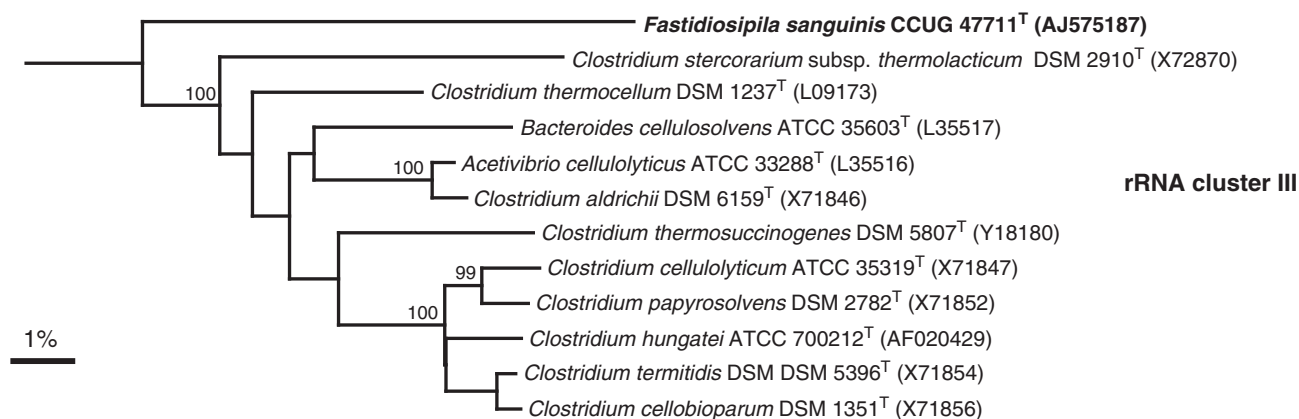 Fastidiosipila sanguinis CCUG 47711ᵀ (AJ575187)
Clostridium stercorarium subsp. thermolacticum DSM 2910ᵀ (X72870)
100
Clostridium thermocellum DSM 1237ᵀ (L09173)
Bacteroides cellulosolvens ATCC 35603ᵀ (L35517)
100
Acetivibrio cellulolyticus ATCC 33288ᵀ (L35516)
rRNA cluster III
Clostridium aldrichii DSM 6159ᵀ (X71846)
Clostridium thermosuccinogenes DSM 5807ᵀ (Y18180)
99
Clostridium cellulolyticum ATCC 35319ᵀ (X71847)
Clostridium papyrosolvens DSM 2782ᵀ (X71852)
100
1%
Clostridium hungatei ATCC 700212ᵀ (AF020429)
Clostridium termitidis DSM DSM 5396ᵀ (X71854)
Clostridium cellobioparum DSM 1351ᵀ (X71856)